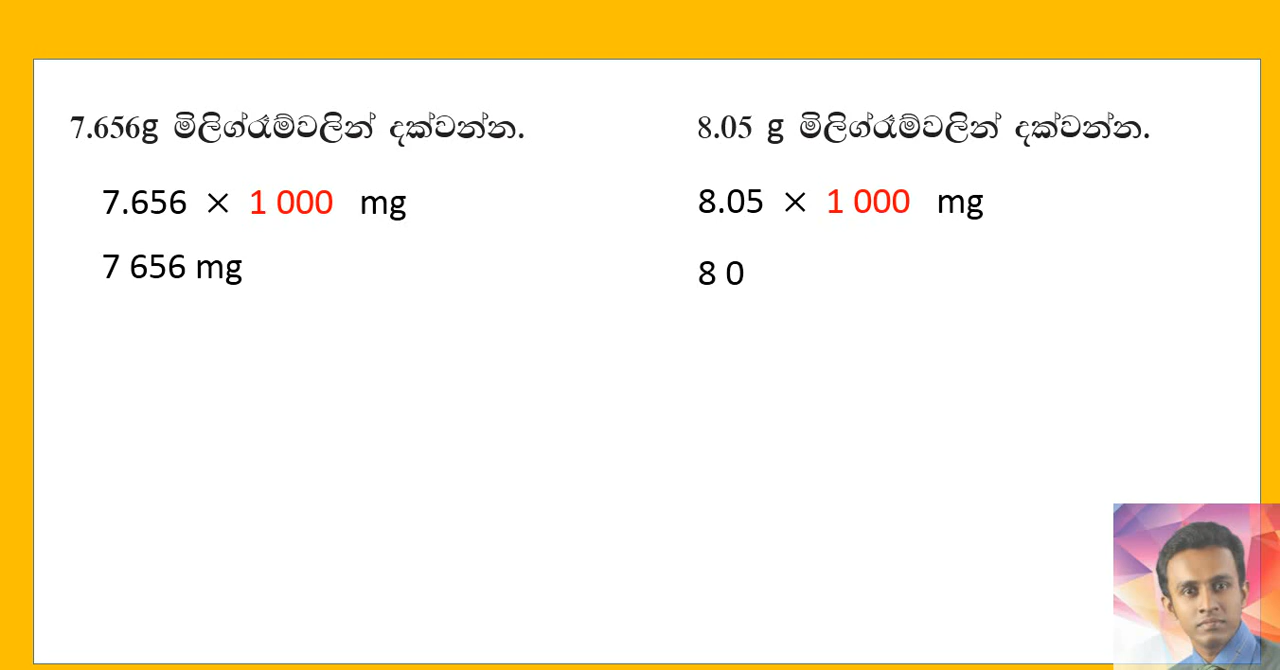 7.656g මිලිග්රෑම්වලින් දක්වන්න.
7.656 × 1 000 mg
7 656 mg
8.05 g මිලිග්රෑම්වලින් දක්වන්න.
8.05 × 1 000 mg
8 0